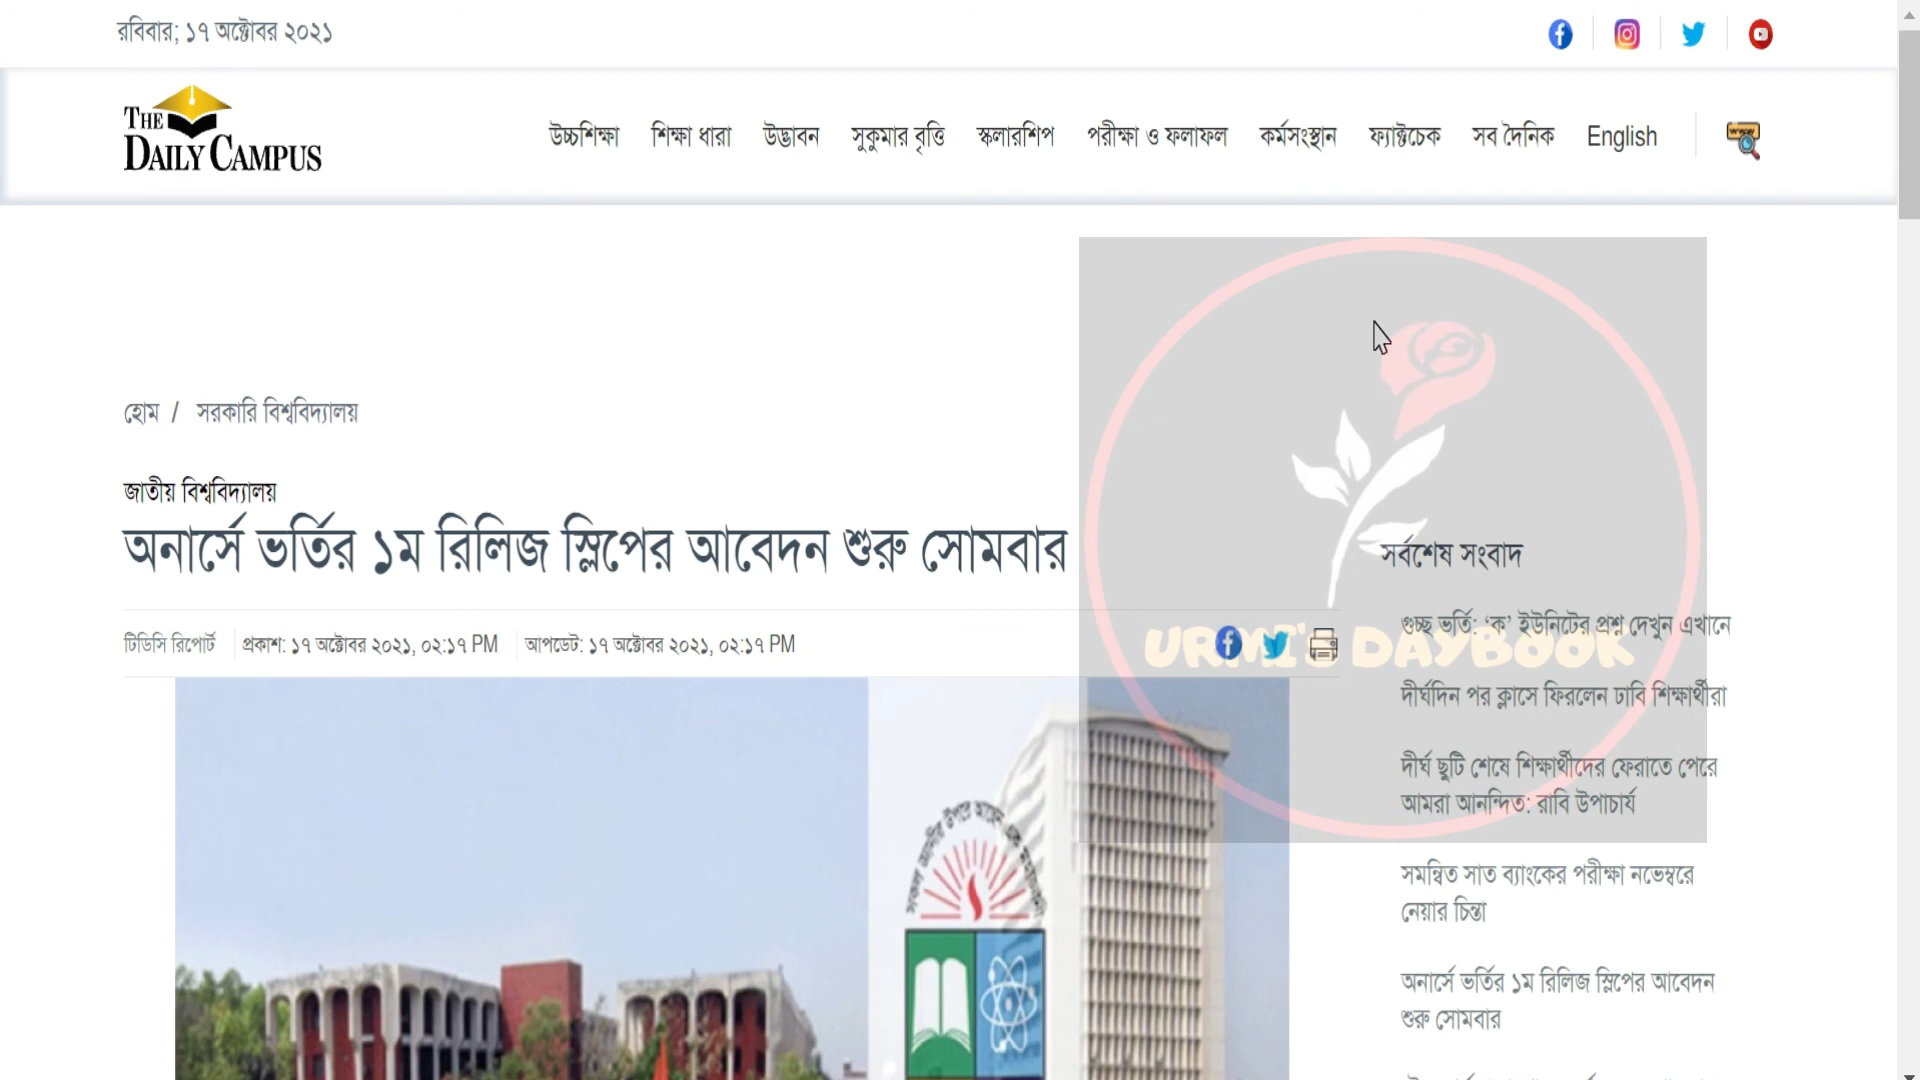 রবিবার; ১৭ অক্টোবর ২০২১
THE
DAILY CAMPUS
উচ্চশিক্ষা শিক্ষা ধারা উদ্ভাবন সুকুমার বৃত্তি স্কলারশিপ পরীক্ষা ও ফলাফল কর্মসংস্থান ফ্যাক্টচেক সব দৈনিক English
হোম / সরকারি বিশ্ববিদ্যালয়
জাতীয় বিশ্ববিদ্যালয়
অনার্সে ভর্তির ১ম রিলিজ স্লিপের আবেদন শুরু সোমবার
টিডিসি রিপোর্ট প্রকাশ: ১৭ অক্টোবর ২০২১, ০২:১৭ PM আপডেট: ১৭ অক্টোবর ২০২১, ০২:১৭ PM
URMI'S DAYBOOK
সর্বশেষ সংবাদ
গুচ্ছ ভর্তি: ‘ক’ ইউনিটের প্রশ্ন দেখুন এখানে
দীর্ঘদিন পর ক্লাসে ফিরলেন ঢাবি শিক্ষার্থীরা
দীর্ঘ ছুটি শেষে শিক্ষার্থীদের ফেরাতে পেরে
আমরা আনন্দিত: রাবি উপাচার্য
সমন্বিত সাত ব্যাংকের পরীক্ষা নভেম্বরে
নেয়ার চিন্তা
অনার্সে ভর্তির ১ম রিলিজ স্লিপের আবেদন
শুরু সোমবার